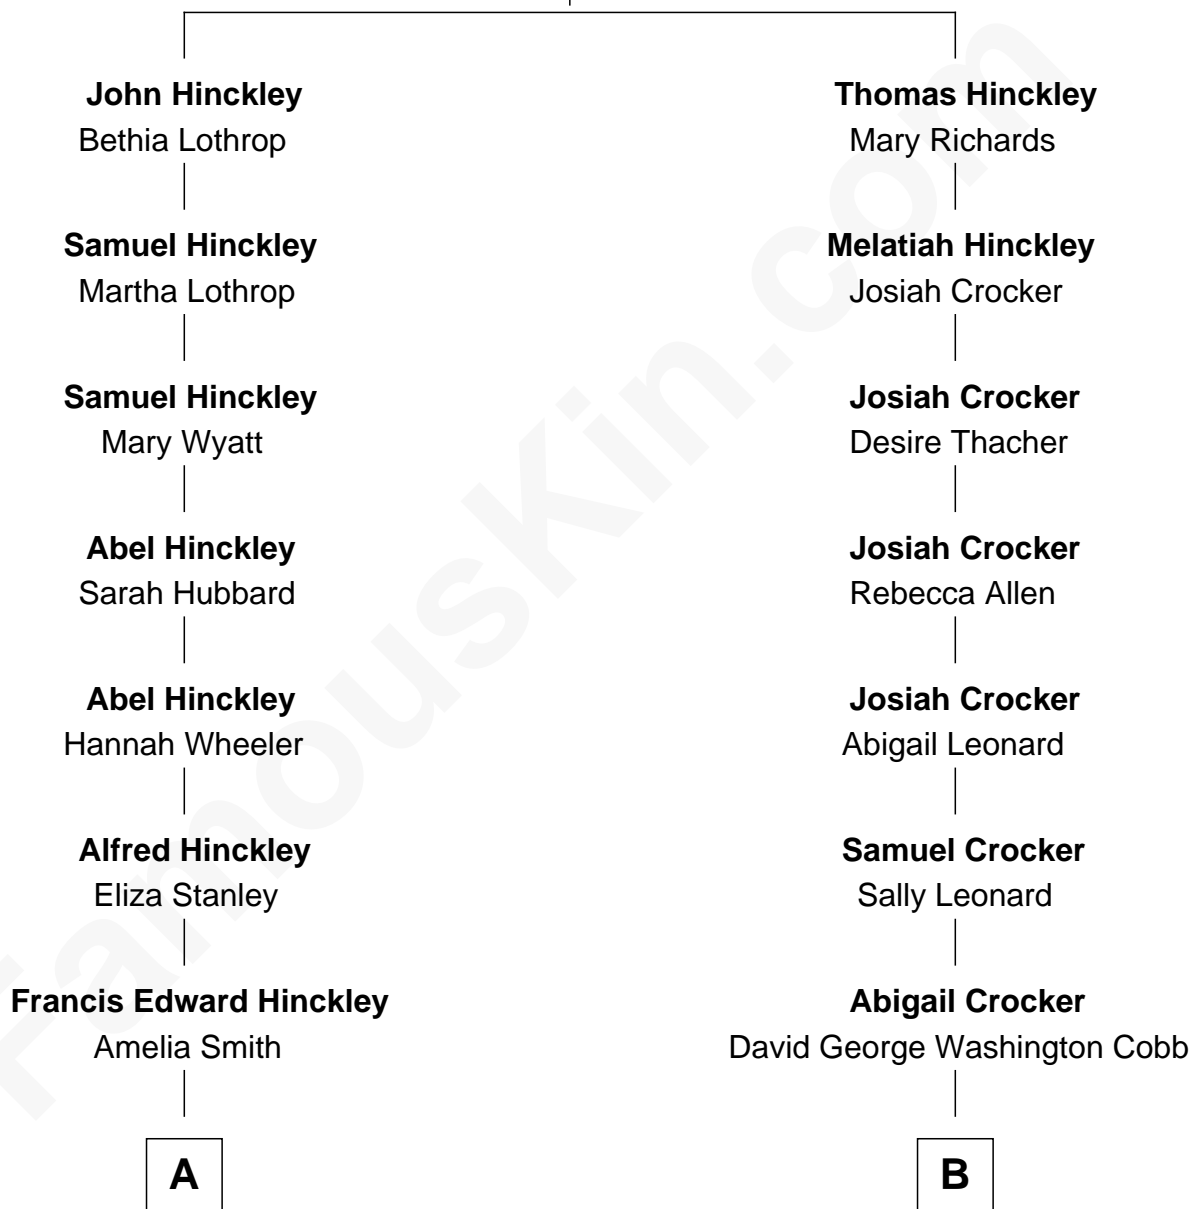 John Hinckley
Bethia Lothrop
Samuel Hinckley
Martha Lothrop
Samuel Hinckley
Mary Wyatt
Abel Hinckley
Sarah Hubbard
Abel Hinckley
Hannah Wheeler
Alfred Hinckley
Eliza Stanley
Francis Edward Hinckley
Amelia Smith
A
Thomas Hinckley
Mary Richards
Melatiah Hinckley
Josiah Crocker
Josiah Crocker
Desire Thacher
Josiah Crocker
Rebecca Allen
Josiah Crocker
Abigail Leonard
Samuel Crocker
Sally Leonard
Abigail Crocker
David George Washington Cobb
B
FamousKin.com